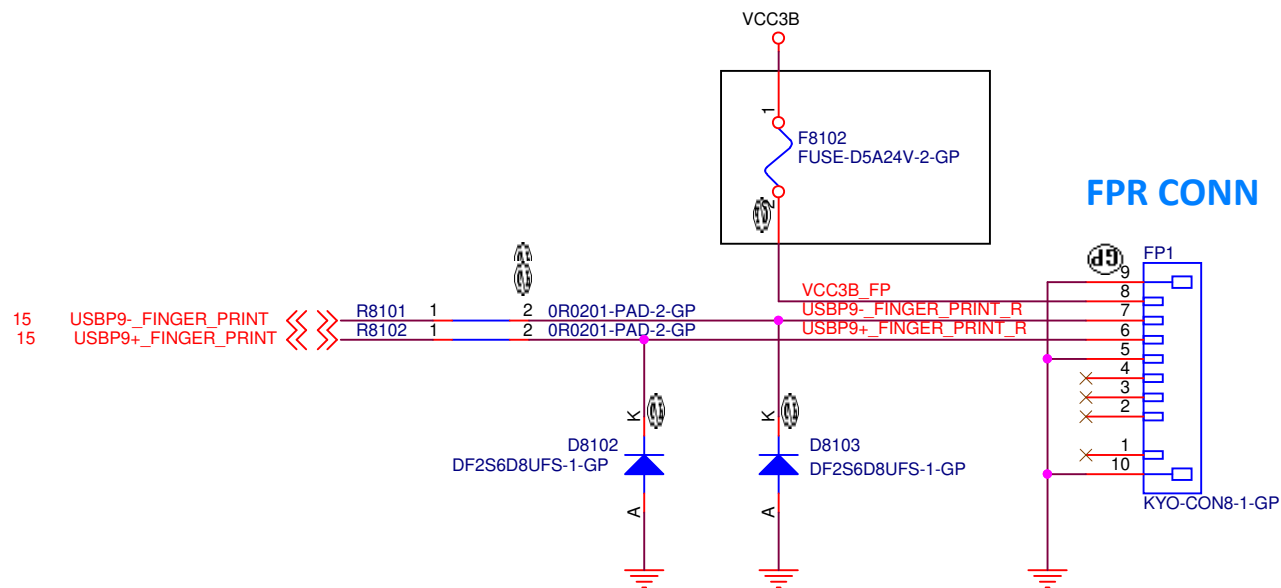 VCC3B
1
F8102
FUSE-D5A24V-2-GP
2
FPR CONN
GP
FP1
9
VCC3B_FP
8
15 USBP9-_FINGER_PRINT R8101 1 2 0R0201-PAD-2-GP USBP9-_FINGER_PRINT_R 7
15 USBP9+_FINGER_PRINT R8102 1 2 0R0201-PAD-2-GP USBP9+_FINGER_PRINT_R 6
5
4
3
2
K K
D8102 D8103
DF2S6D8UFS-1-GP DF2S6D8UFS-1-GP
1
10
A A
KYO-CON8-1-GP